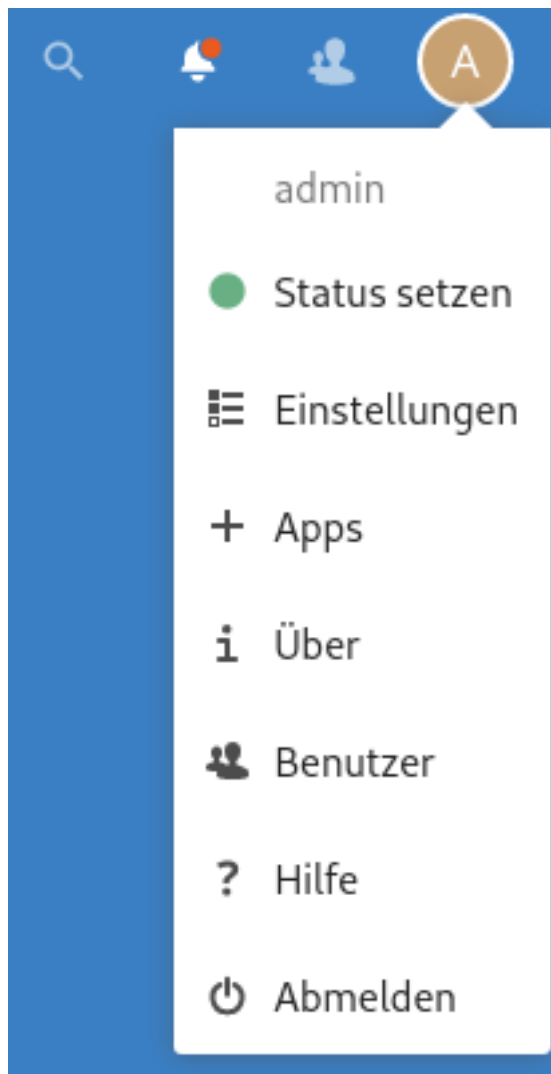 A
admin
Status setzen
Einstellungen
Apps
Über
Benutzer
Hilfe
Abmelden